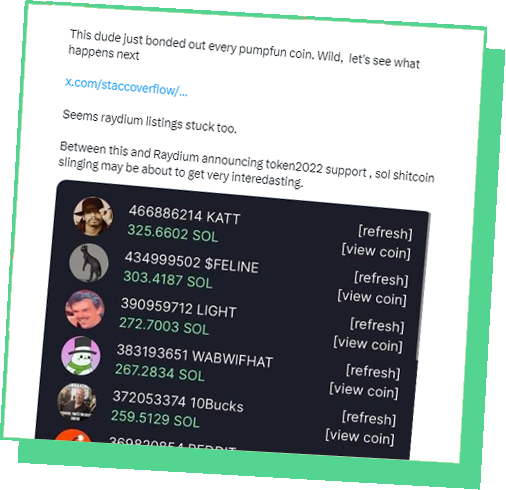 This dude just bonded out every pumpfun coin. Wild, let's see what
happens next
x.com/staccoverflow/...
Seems raydium listings stuck too.
Between this and Raydium announcing token2022 support , sol shitcoin
slinging may be about to get very interedasting.
466886214 KATT
325.6602 SOL
[refresh]
[view coin]
434999502 $FELINE
303.4187 SOL
[refresh]
[view coin]
390959712 LIGHT
272.7003 SOL
[refresh]
[view coin]
383193651 WABWIFHAT
267.2834 SOL
[refresh]
[view coin]
372053374 10Bucks
259.5129 SOL
[refresh]
[view coin]